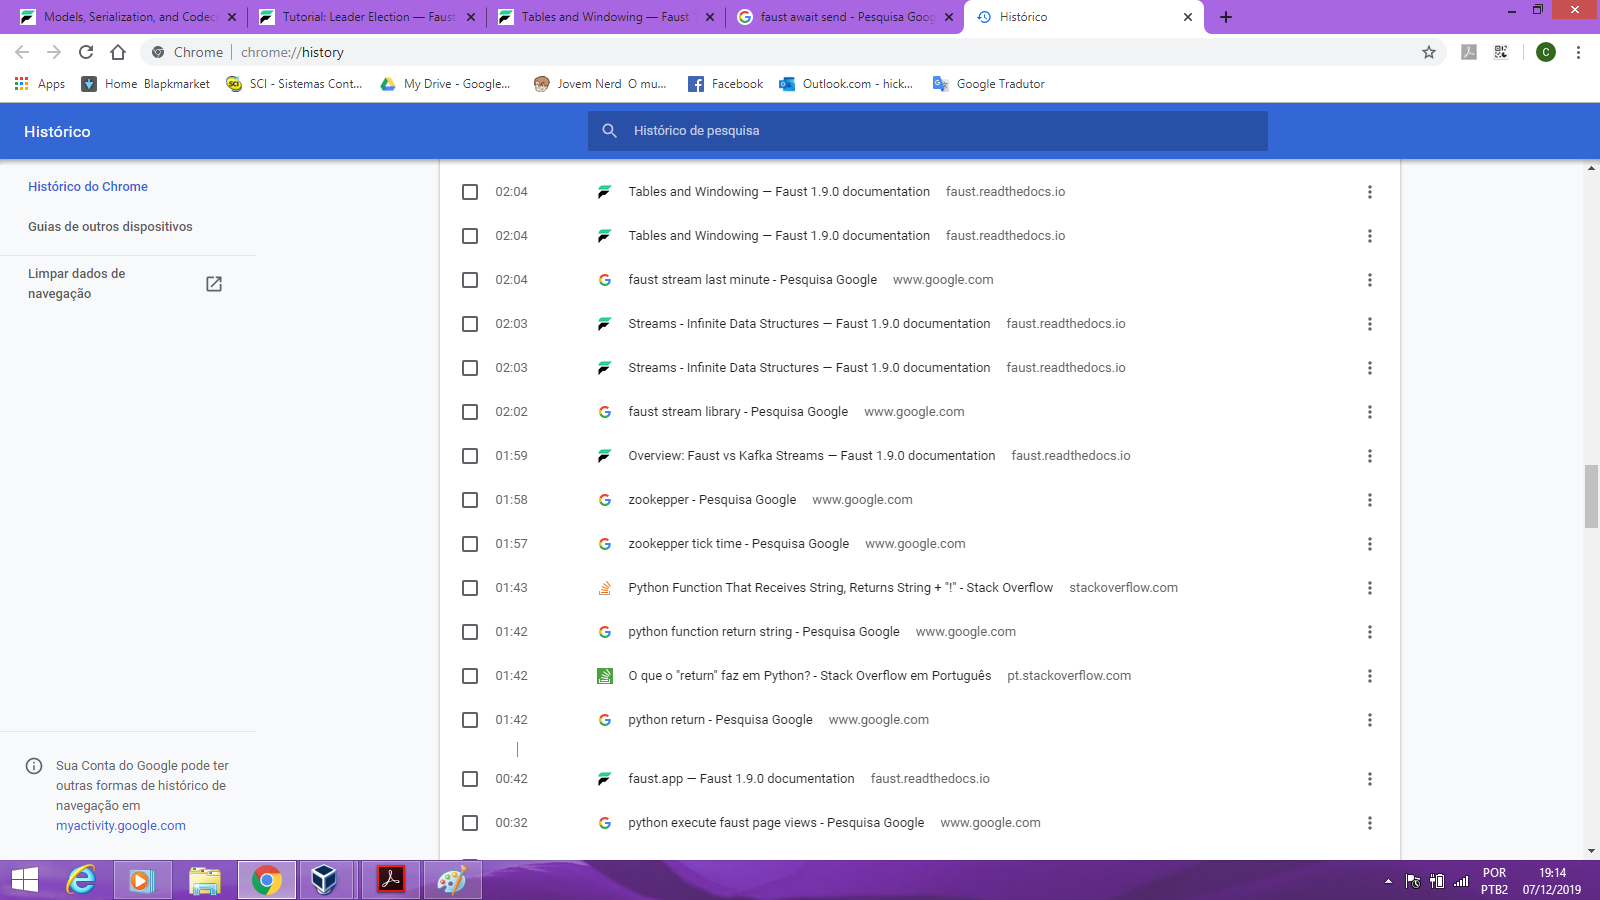 Models, Serialization, and Codecs
Tutorial: Leader Election — Faust
Tables and Windowing — Faust
faust await send - Pesquisa Goog
Histórico
Chrome
chrome://history
C
Apps
Home Blapkmarket
SCI - Sistemas Cont...
My Drive - Google...
Jovem Nerd O mu...
Facebook
Outlook.com - hick...
Google Tradutor
Histórico
Histórico de pesquisa
Histórico do Chrome
Guias de outros dispositivos
Limpar dados de
navegação
02:04 Tables and Windowing — Faust 1.9.0 documentation faust.readthedocs.io
02:04 Tables and Windowing — Faust 1.9.0 documentation faust.readthedocs.io
02:04 faust stream last minute - Pesquisa Google www.google.com
02:03 Streams - Infinite Data Structures — Faust 1.9.0 documentation faust.readthedocs.io
02:03 Streams - Infinite Data Structures — Faust 1.9.0 documentation faust.readthedocs.io
02:02 faust stream library - Pesquisa Google www.google.com
01:59 Overview: Faust vs Kafka Streams — Faust 1.9.0 documentation faust.readthedocs.io
01:58 zookepper - Pesquisa Google www.google.com
01:57 zookepper tick time - Pesquisa Google www.google.com
01:43 Python Function That Receives String, Returns String + "!" - Stack Overflow stackoverflow.com
01:42 python function return string - Pesquisa Google www.google.com
01:42 O que o "return" faz em Python? - Stack Overflow em Português pt.stackoverflow.com
01:42 python return - Pesquisa Google www.google.com
00:42 faust.app — Faust 1.9.0 documentation faust.readthedocs.io
00:32 python execute faust page views - Pesquisa Google www.google.com
Sua Conta do Google pode ter
outras formas de histórico de
navegação em
myactivity.google.com
POR
PTB2
19:14
07/12/2019